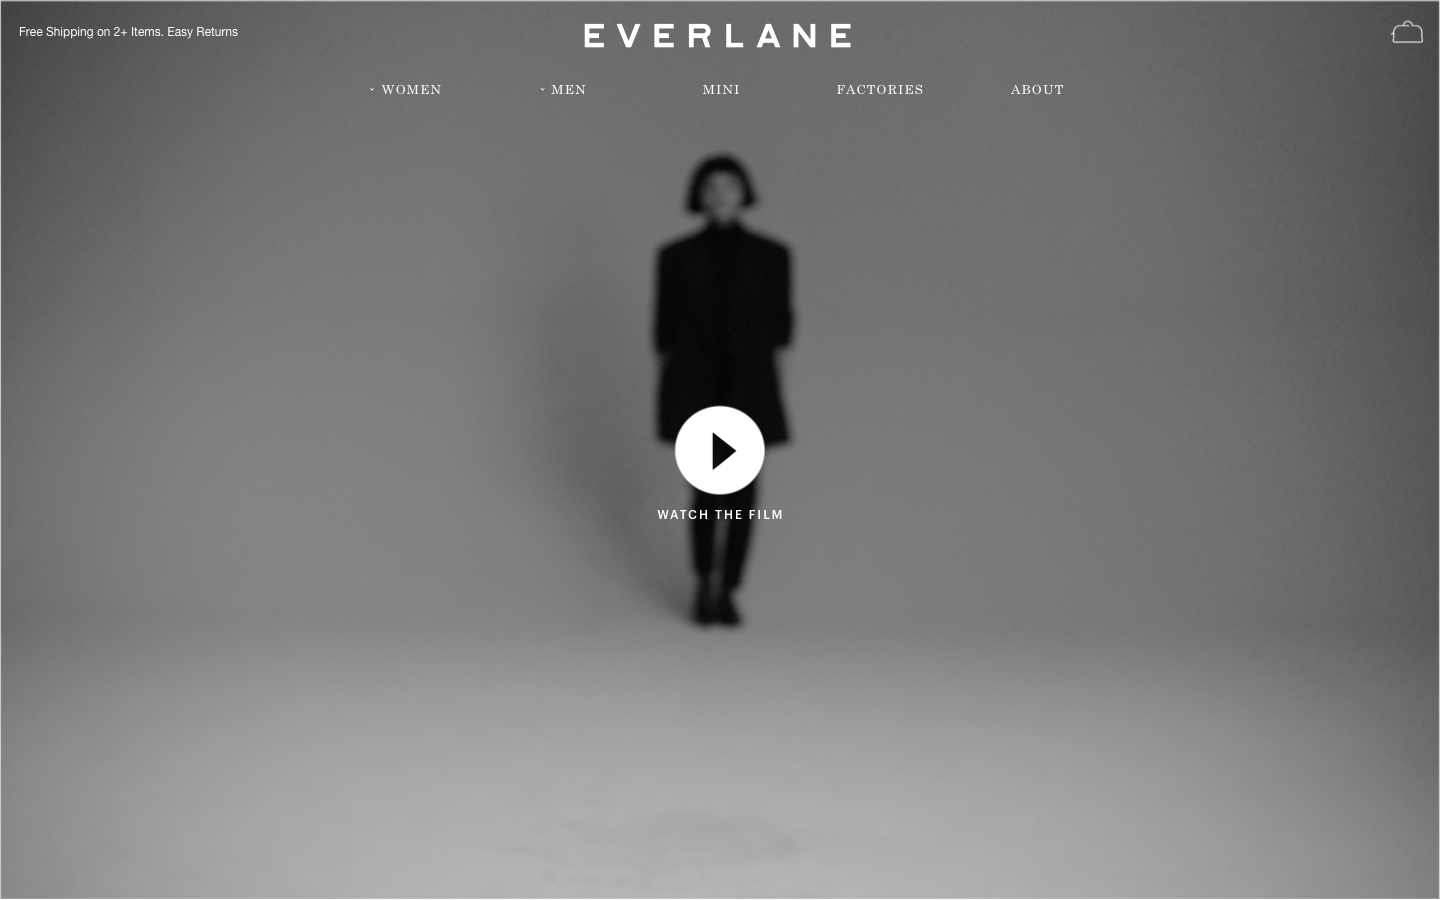 Free Shipping on 2+ Items. Easy Returns
EVERLANE
WOMEN
MEN
MINI
FACTORIES
ABOUT
WATCH THE FILM